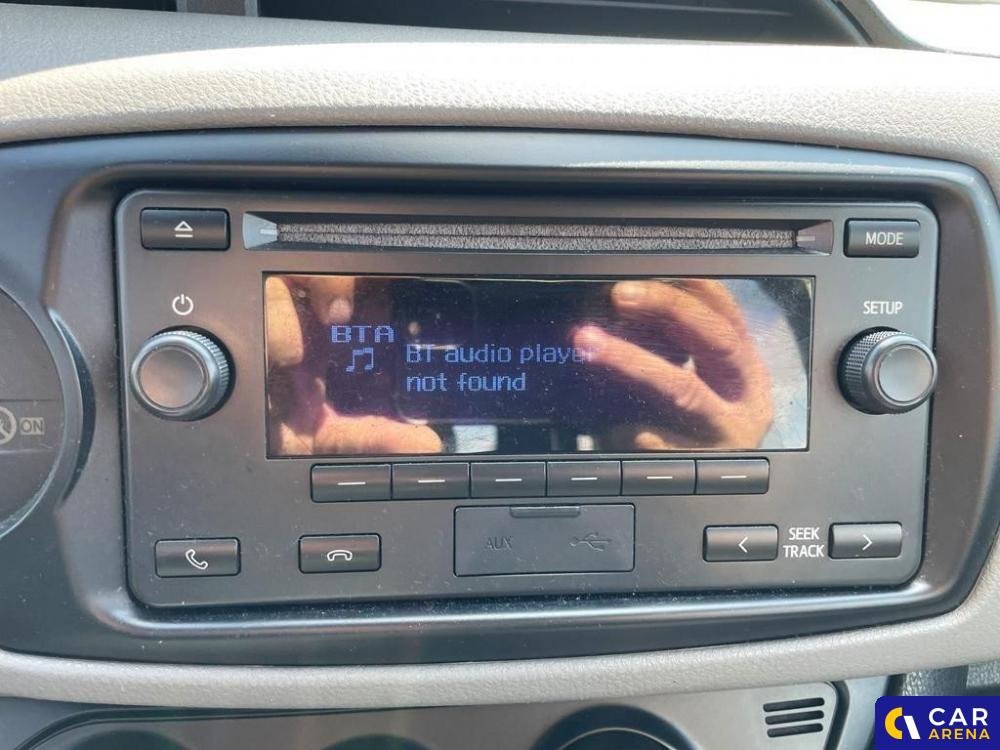 MODE
SETUP
BTA
BT audio player
not found
ON
AUX
SEEK
TRACK
CAR
ARENA